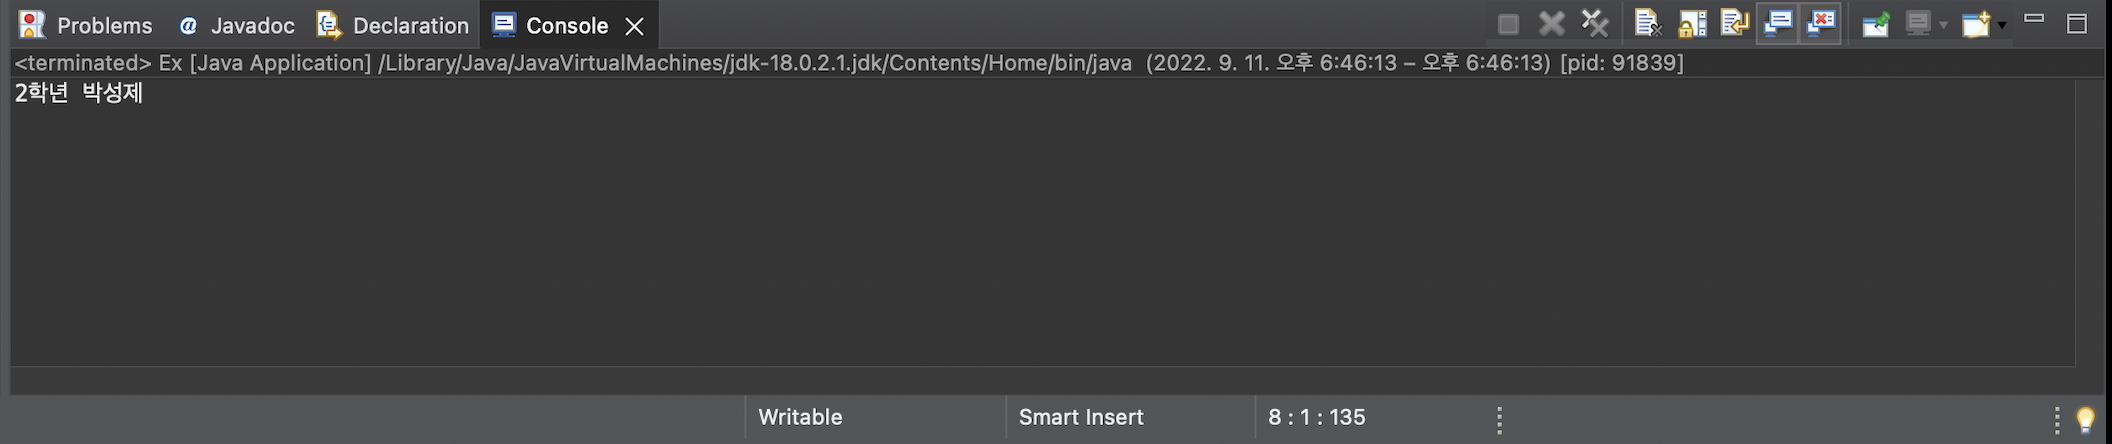 Problems @ Javadoc Declaration Console
<terminated> Ex [Java Application] /Library/Java/JavaVirtualMachines/jdk-18.0.2.1.jdk/Contents/Home/bin/java (2022. 9. 11. 오후 6:46:13 – 오후 6:46:13) [pid: 91839]
2학년 박성제
Writable Smart Insert 8 : 1 : 135